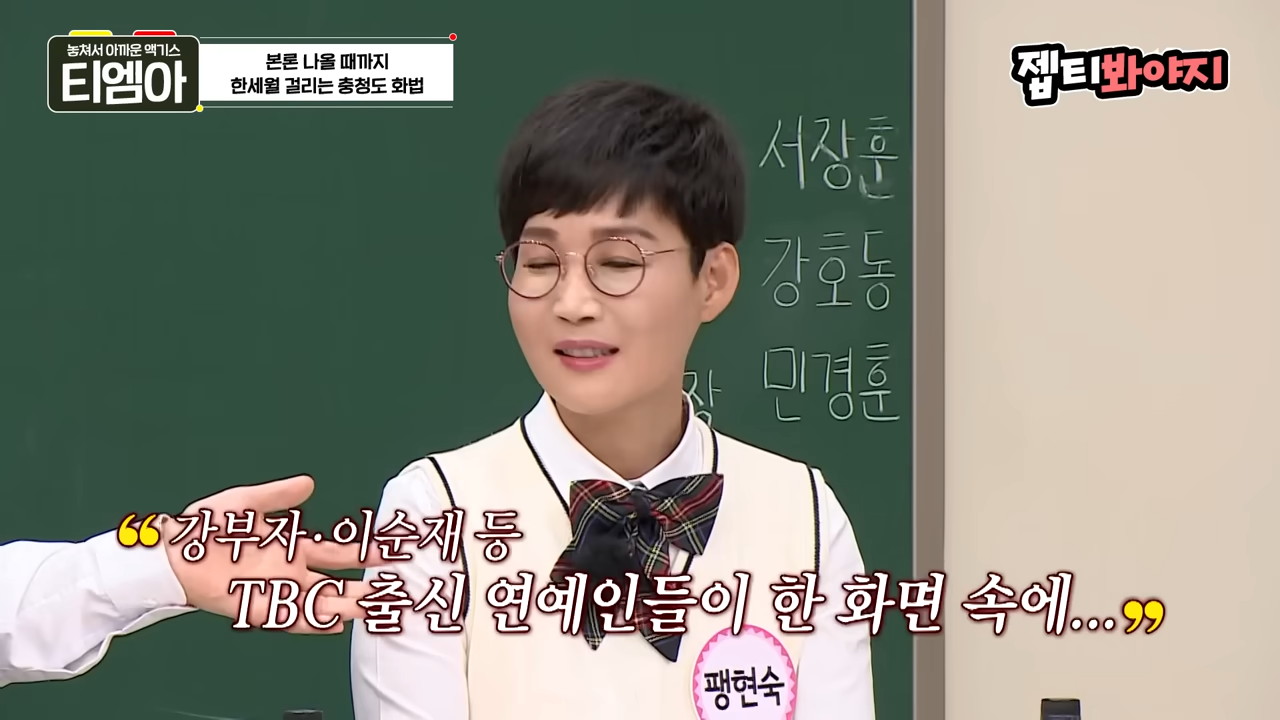 놓쳐서 아까운 액기스
티엠아
본론 나올 때까지
한세월 걸리는 충청도 화법
젭티봐야지
서장훈
강호동
민경훈
장
“강부자·이순재 등
TBC 출신 연예인들이 한 화면 속에...”
팽현숙